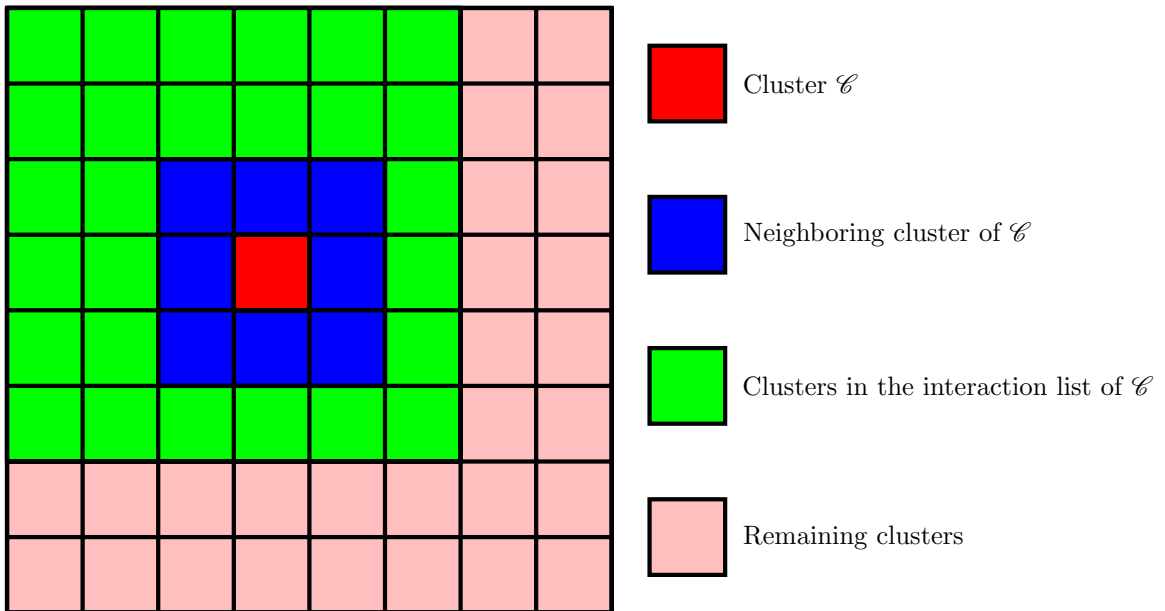 Cluster 𝒞
Neighboring cluster of 𝒞
Clusters in the interaction list of 𝒞
Remaining clusters